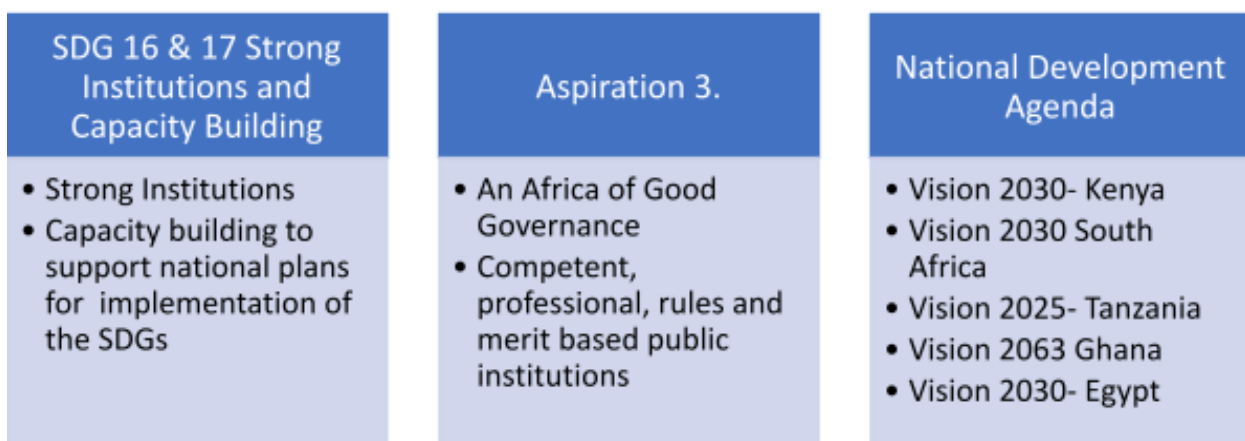 SDG 16 & 17 Strong
Institutions and
Capacity Building
• Strong Institutions
• Capacity building to
support national plans
for implementation of
the SDGs
Aspiration 3.
• An Africa of Good
Governance
• Competent,
professional, rules and
merit based public
institutions
National Development
Agenda
• Vision 2030- Kenya
• Vision 2030 South
Africa
• Vision 2025- Tanzania
• Vision 2063 Ghana
• Vision 2030- Egypt